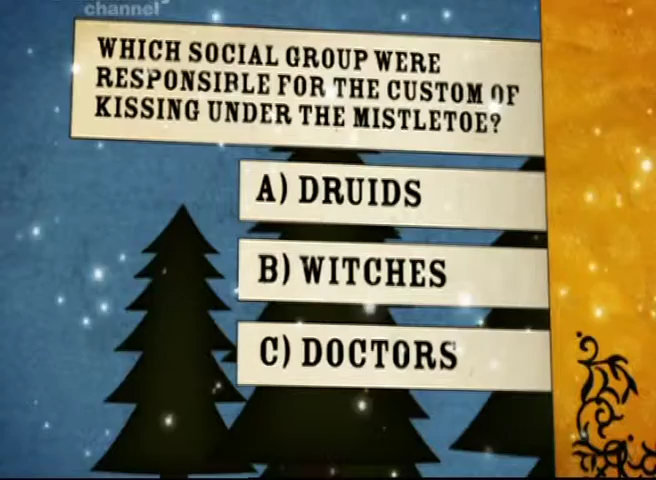 channel
WHICH SOCIAL GROUP WERE
RESPONSIBLE FOR THE CUSTOM OF
KISSING UNDER THE MISTLETOE?
A) DRUIDS
B) WITCHES
C) DOCTORS